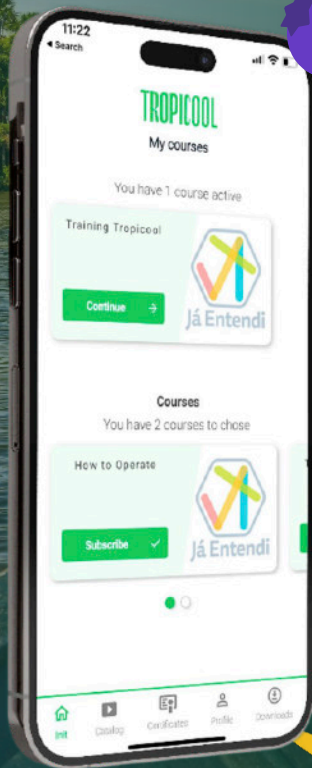 11:22
Search
TROPICOOL
My courses
You have 1 course active
Training Tropicool
Continue
Já Entendi
Courses
You have 2 courses to chose
How to Operate
Subscribe
Já Entendi
Init
Catalog
Certificates
Profile
Downloads